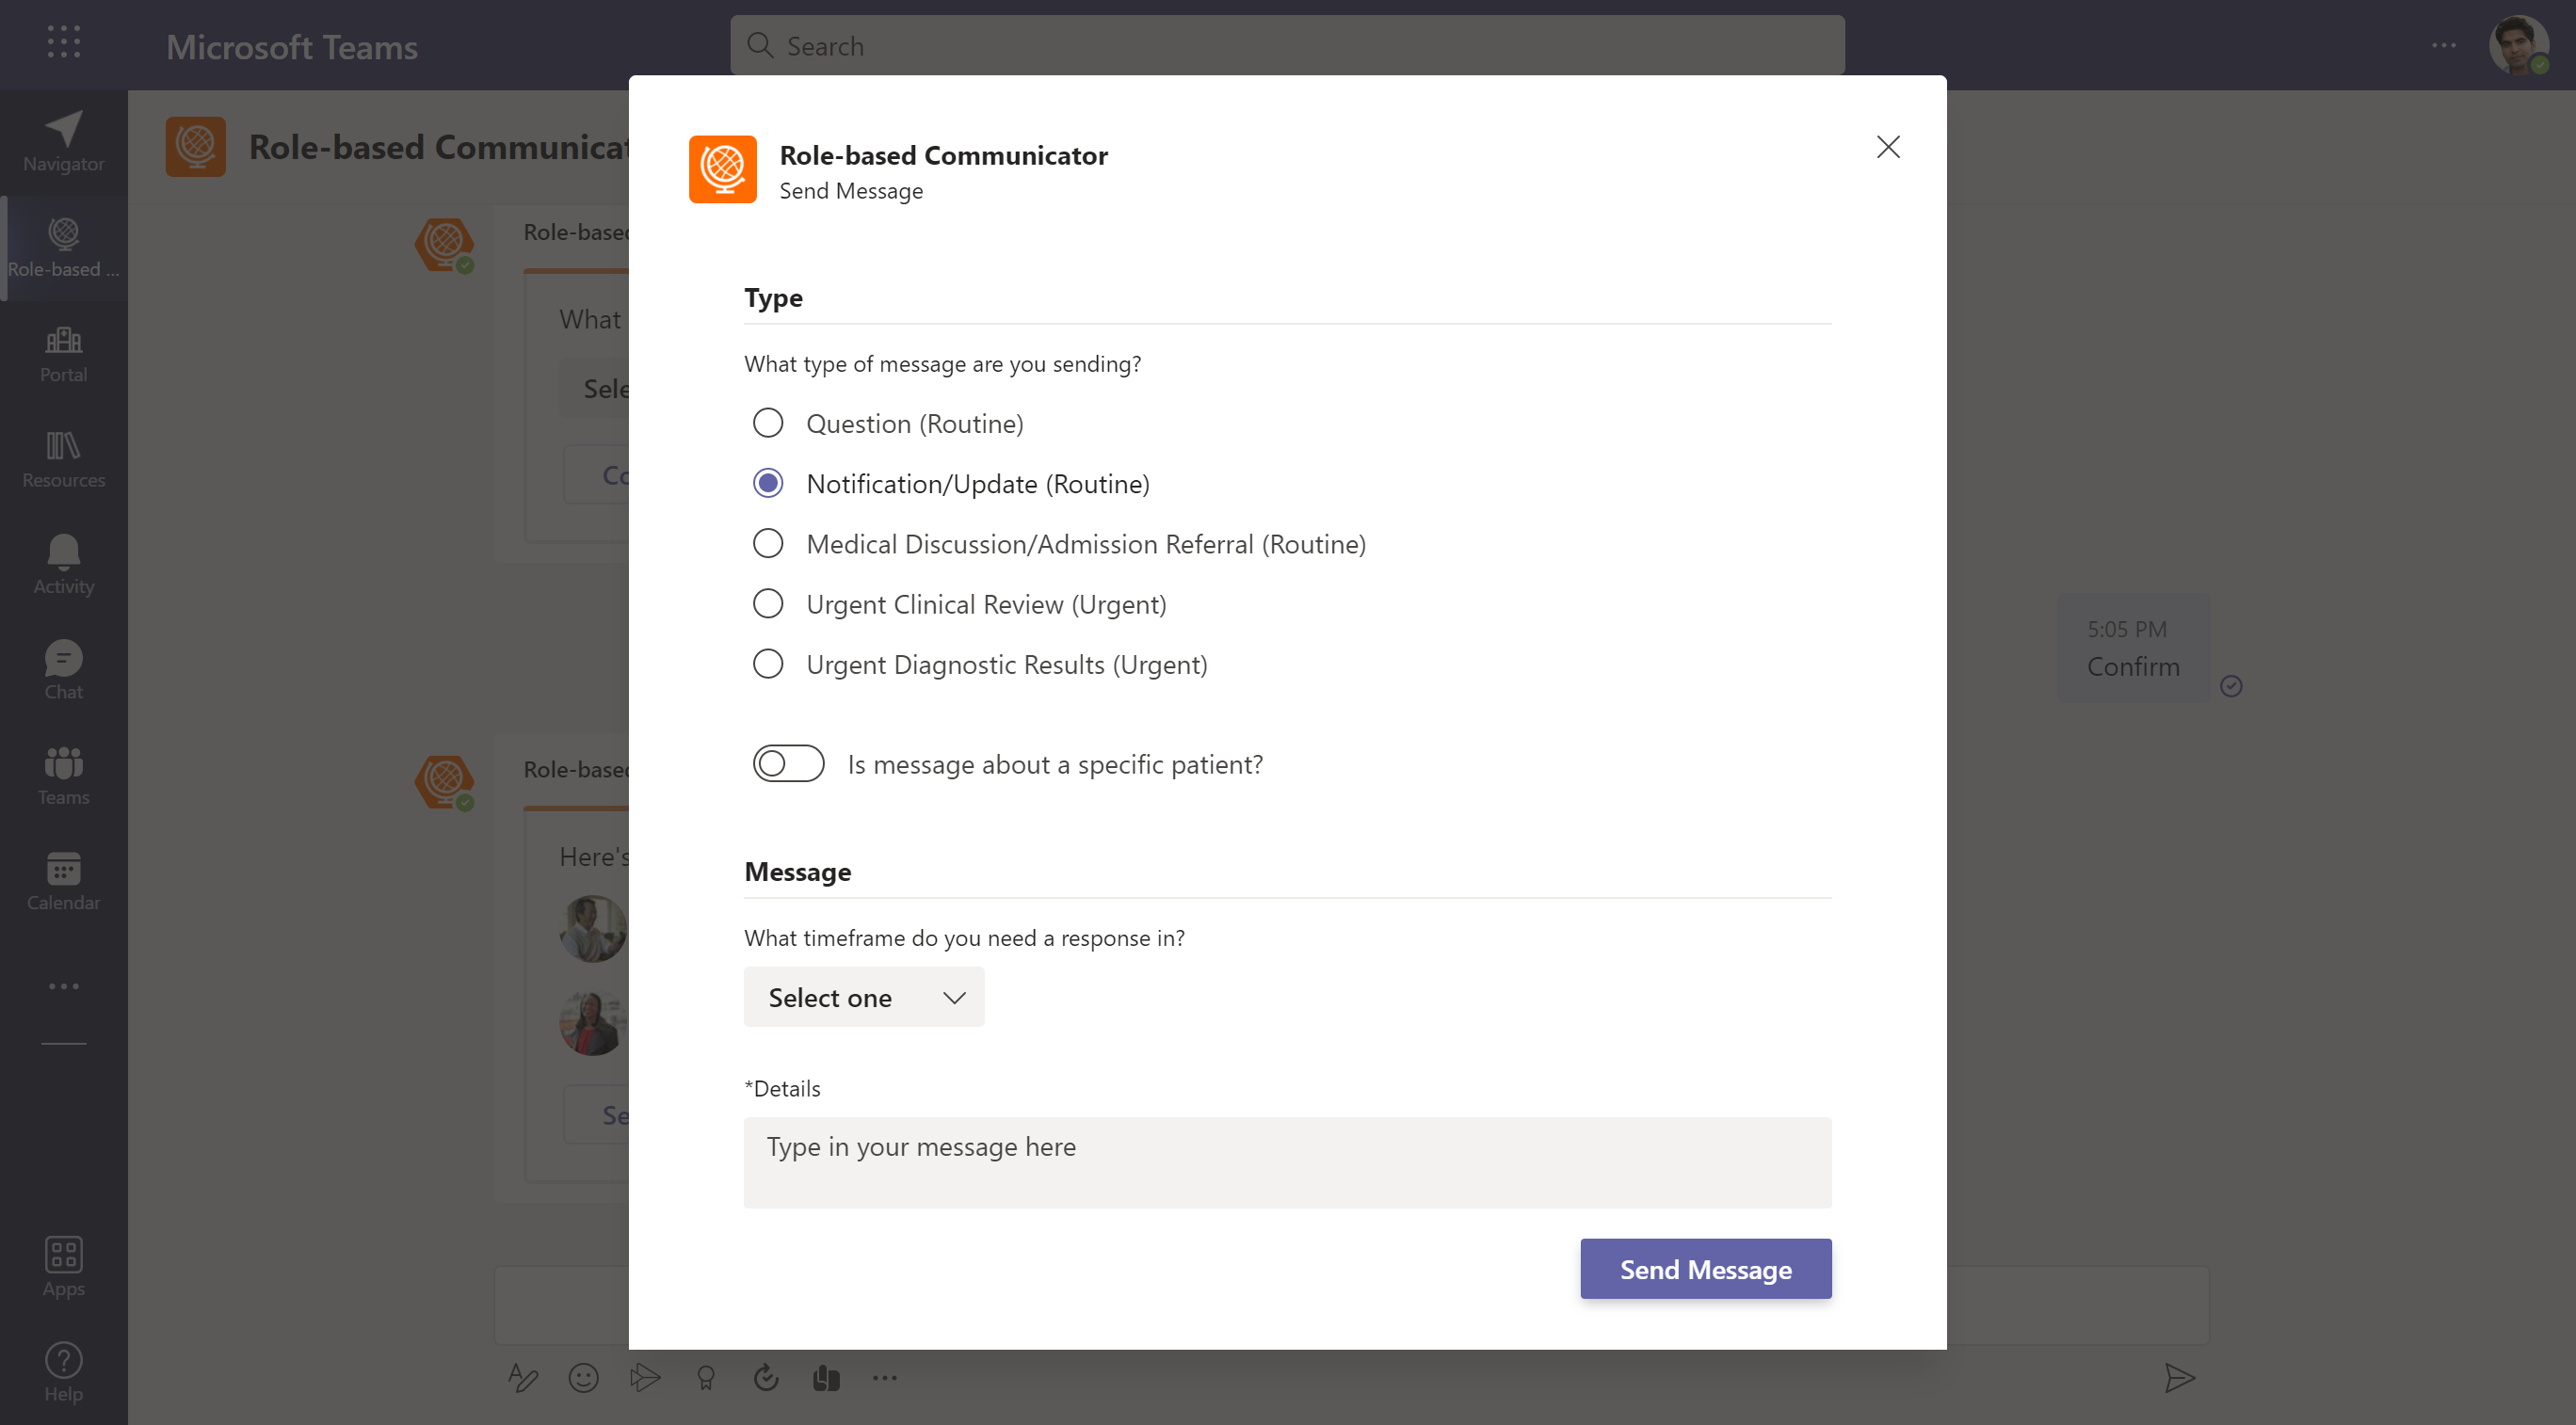 Microsoft Teams
Search
Navigator
Role-based ...
Portal
Resources
Activity
Chat
Teams
Calendar
Apps
Help
Role-based Communicat
Role-based
What
Sele
Co
5:05 PM
Confirm
Role-based
Here's
Se
Role-based Communicator
Send Message
Type
What type of message are you sending?
Question (Routine)
Notification/Update (Routine)
Medical Discussion/Admission Referral (Routine)
Urgent Clinical Review (Urgent)
Urgent Diagnostic Results (Urgent)
Is message about a specific patient?
Message
What timeframe do you need a response in?
Select one
*Details
Type in your message here
Send Message